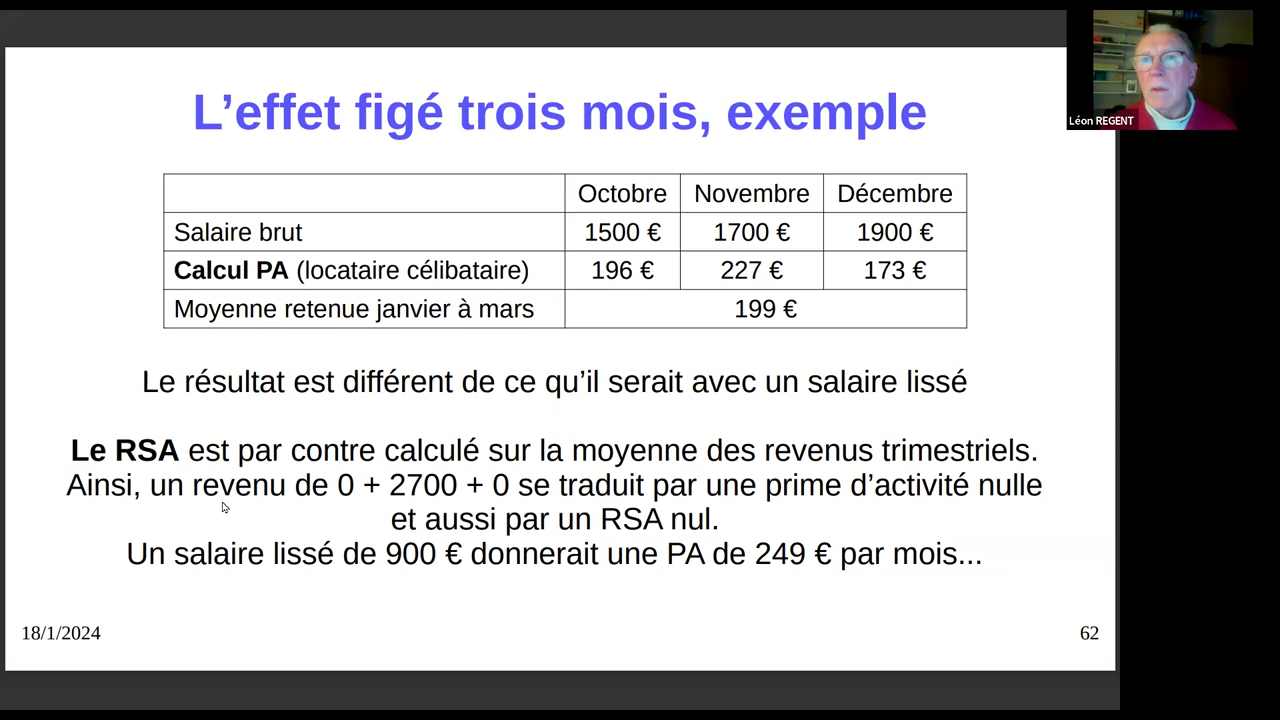 L’effet figé trois mois, exemple
Octobre Novembre Décembre
Salaire brut 1500 € 1700 € 1900 €
Calcul PA (locataire célibataire) 196 € 227 € 173 €
Moyenne retenue janvier à mars 199 €
Le résultat est différent de ce qu’il serait avec un salaire lissé
Le RSA est par contre calculé sur la moyenne des revenus trimestriels.
Ainsi, un revenu de 0 + 2700 + 0 se traduit par une prime d’activité nulle
et aussi par un RSA nul.
Un salaire lissé de 900 € donnerait une PA de 249 € par mois...
18/1/2024
62
Léon REGENT